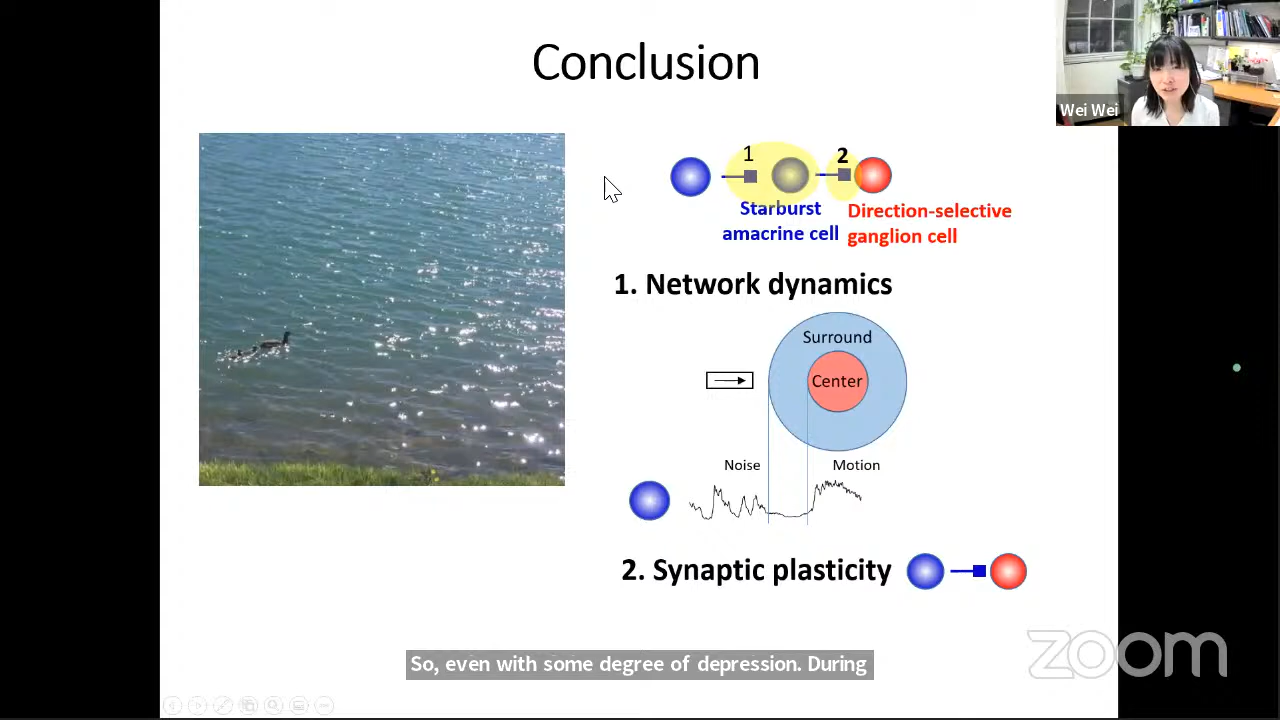 Conclusion
Wei Wei
1
2
Starburst
amacrine cell
Direction-selective
ganglion cell
1. Network dynamics
Surround
Center
Noise
Motion
2. Synaptic plasticity
So, even with some degree of depression. During
zoom